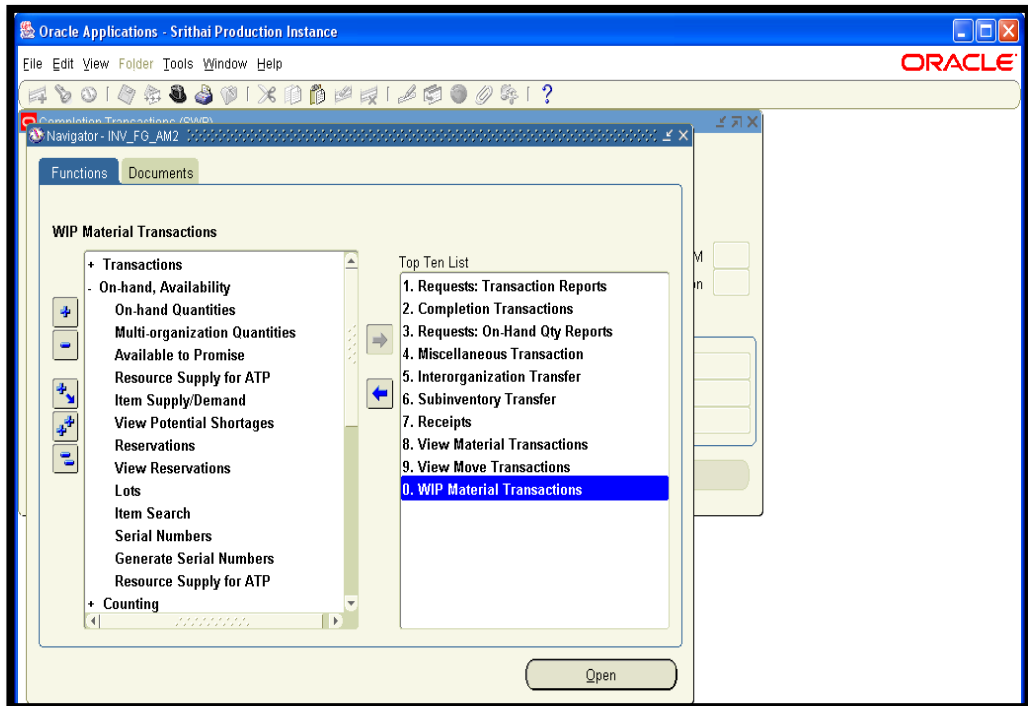 Oracle Applications - Srithai Production Instance
File Edit View Folder Tools Window Help
ORACLE
Completion Transactions (SWP)
Navigator - INV_FG_AM2
Functions Documents
WIP Material Transactions
+ Transactions
- On-hand, Availability
On-hand Quantities
Multi-organization Quantities
Available to Promise
Resource Supply for ATP
Item Supply/Demand
View Potential Shortages
Reservations
View Reservations
Lots
Item Search
Serial Numbers
Generate Serial Numbers
Resource Supply for ATP
+ Counting
Top Ten List
1. Requests: Transaction Reports
2. Completion Transactions
3. Requests: On-Hand Qty Reports
4. Miscellaneous Transaction
5. Interorganization Transfer
6. Subinventory Transfer
7. Receipts
8. View Material Transactions
9. View Move Transactions
0. WIP Material Transactions
M
on
Open